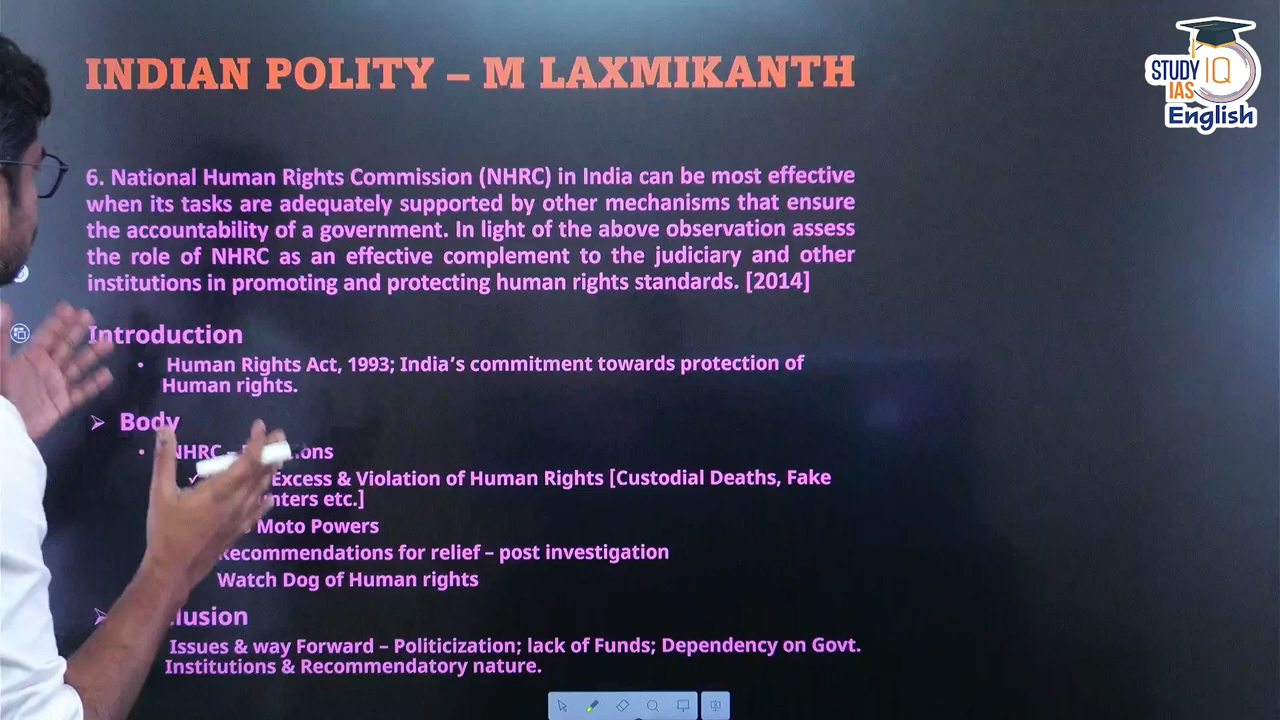 INDIAN POLITY – M LAXMIKANTH
STUDY IQ
IAS
English
6. National Human Rights Commission (NHRC) in India can be most effective
when its tasks are adequately supported by other mechanisms that ensure
the accountability of a government. In light of the above observation assess
the role of NHRC as an effective complement to the judiciary and other
institutions in promoting and protecting human rights standards. [2014]
Introduction
• Human Rights Act, 1993; India's commitment towards protection of
Human rights.
➢ Body
• NHRC –
Excess & Violation of Human Rights [Custodial Deaths, Fake
etc.]
Moto Powers
Recommendations for relief – post investigation
Watch Dog of Human rights
Issues & way Forward – Politicization; lack of Funds; Dependency on Govt.
Institutions & Recommendatory nature.